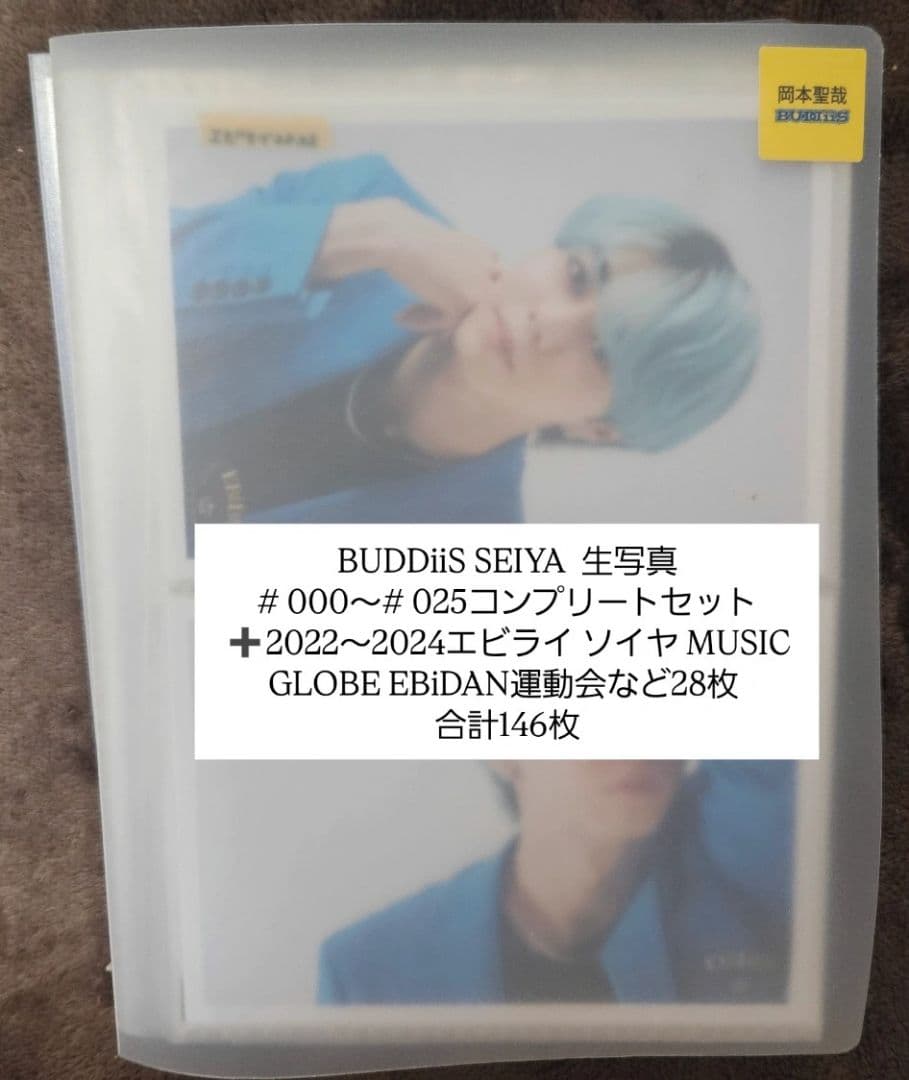 岡本聖哉
BUDDiiS
BUDDiiS SEIYA 生写真
# 000〜# 025コンプリートセット
➕2022〜2024エビライ ソイヤ MUSIC
GLOBE EBiDAN運動会など28枚
合計146枚